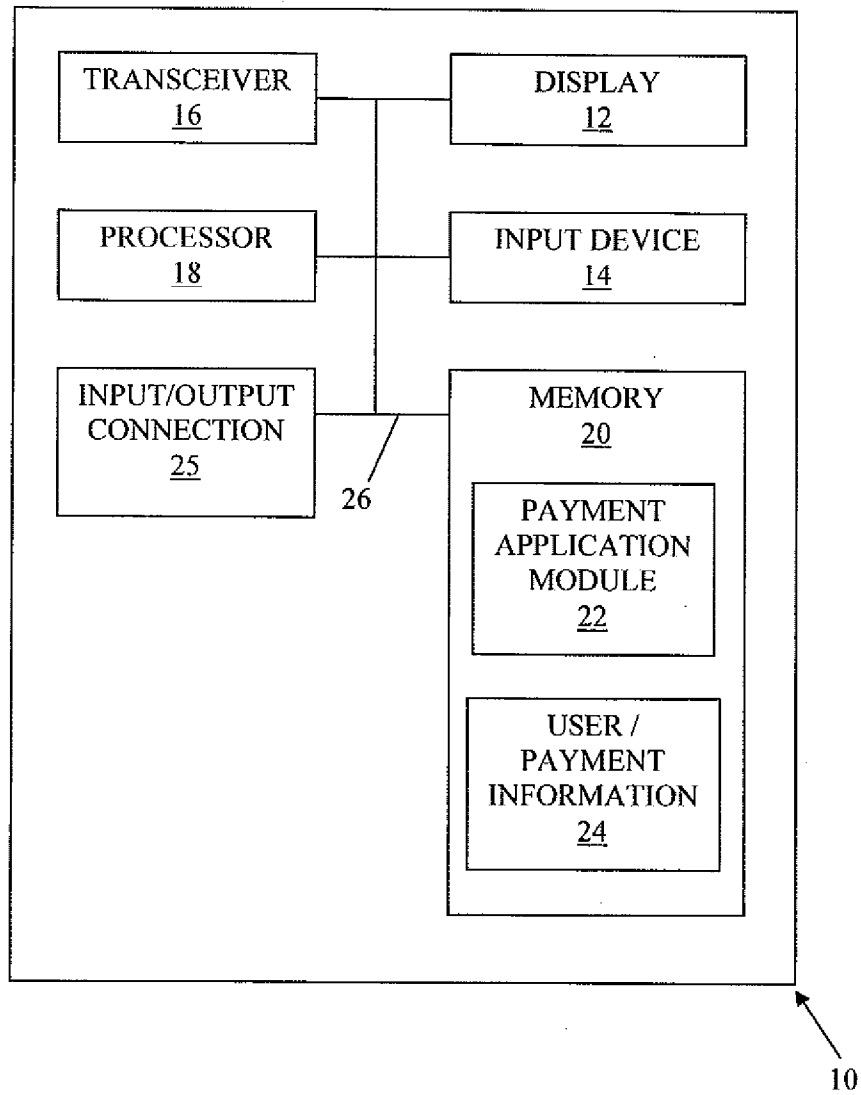 TRANSCEIVER
16
DISPLAY
12
PROCESSOR
18
INPUT DEVICE
14
INPUT/OUTPUT
CONNECTION
25
26
MEMORY
20
PAYMENT
APPLICATION
MODULE
22
USER /
PAYMENT
INFORMATION
24
10